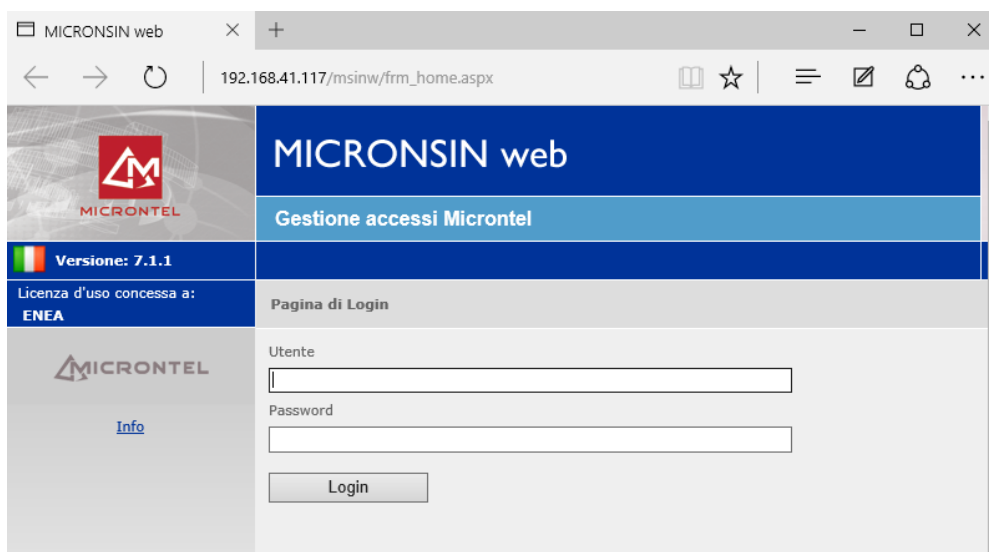 MICRONSIN web
192.168.41.117/msinw/frm_home.aspx
MICRONTEL
MICRONSIN web
Gestione accessi Microntel
Versione: 7.1.1
Licenza d'uso concessa a:
ENEA
Pagina di Login
MICRONTEL
Info
Utente
Password
Login